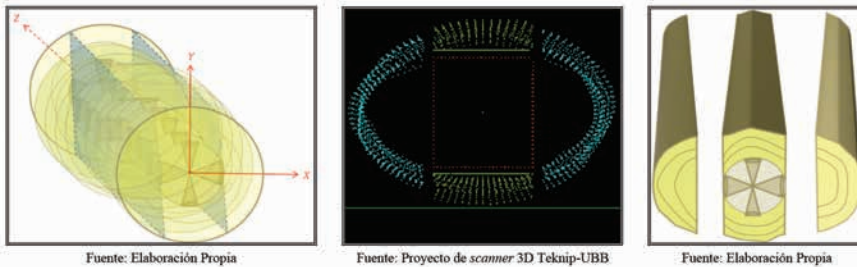 Z
Y
X
Fuente: Elaboración Propia
Fuente: Proyecto de scanner 3D Teknip-UBB
Fuente: Elaboración Propia